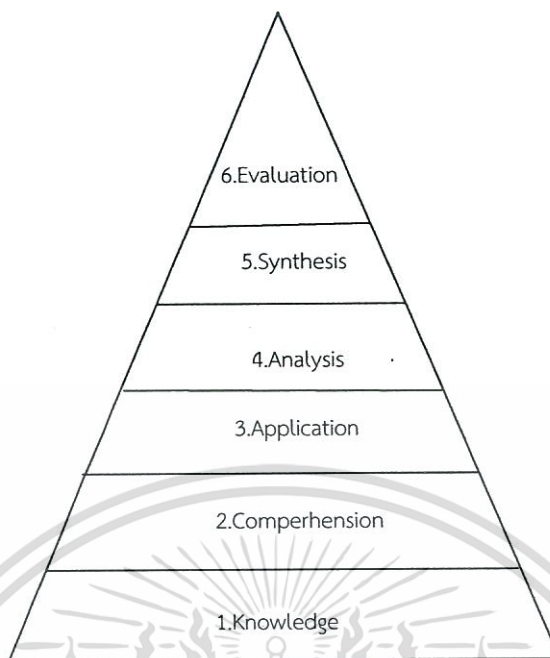 6.Evaluation
5.Synthesis
4.Analysis
3.Application
2.Comperhension
1.Knowledge